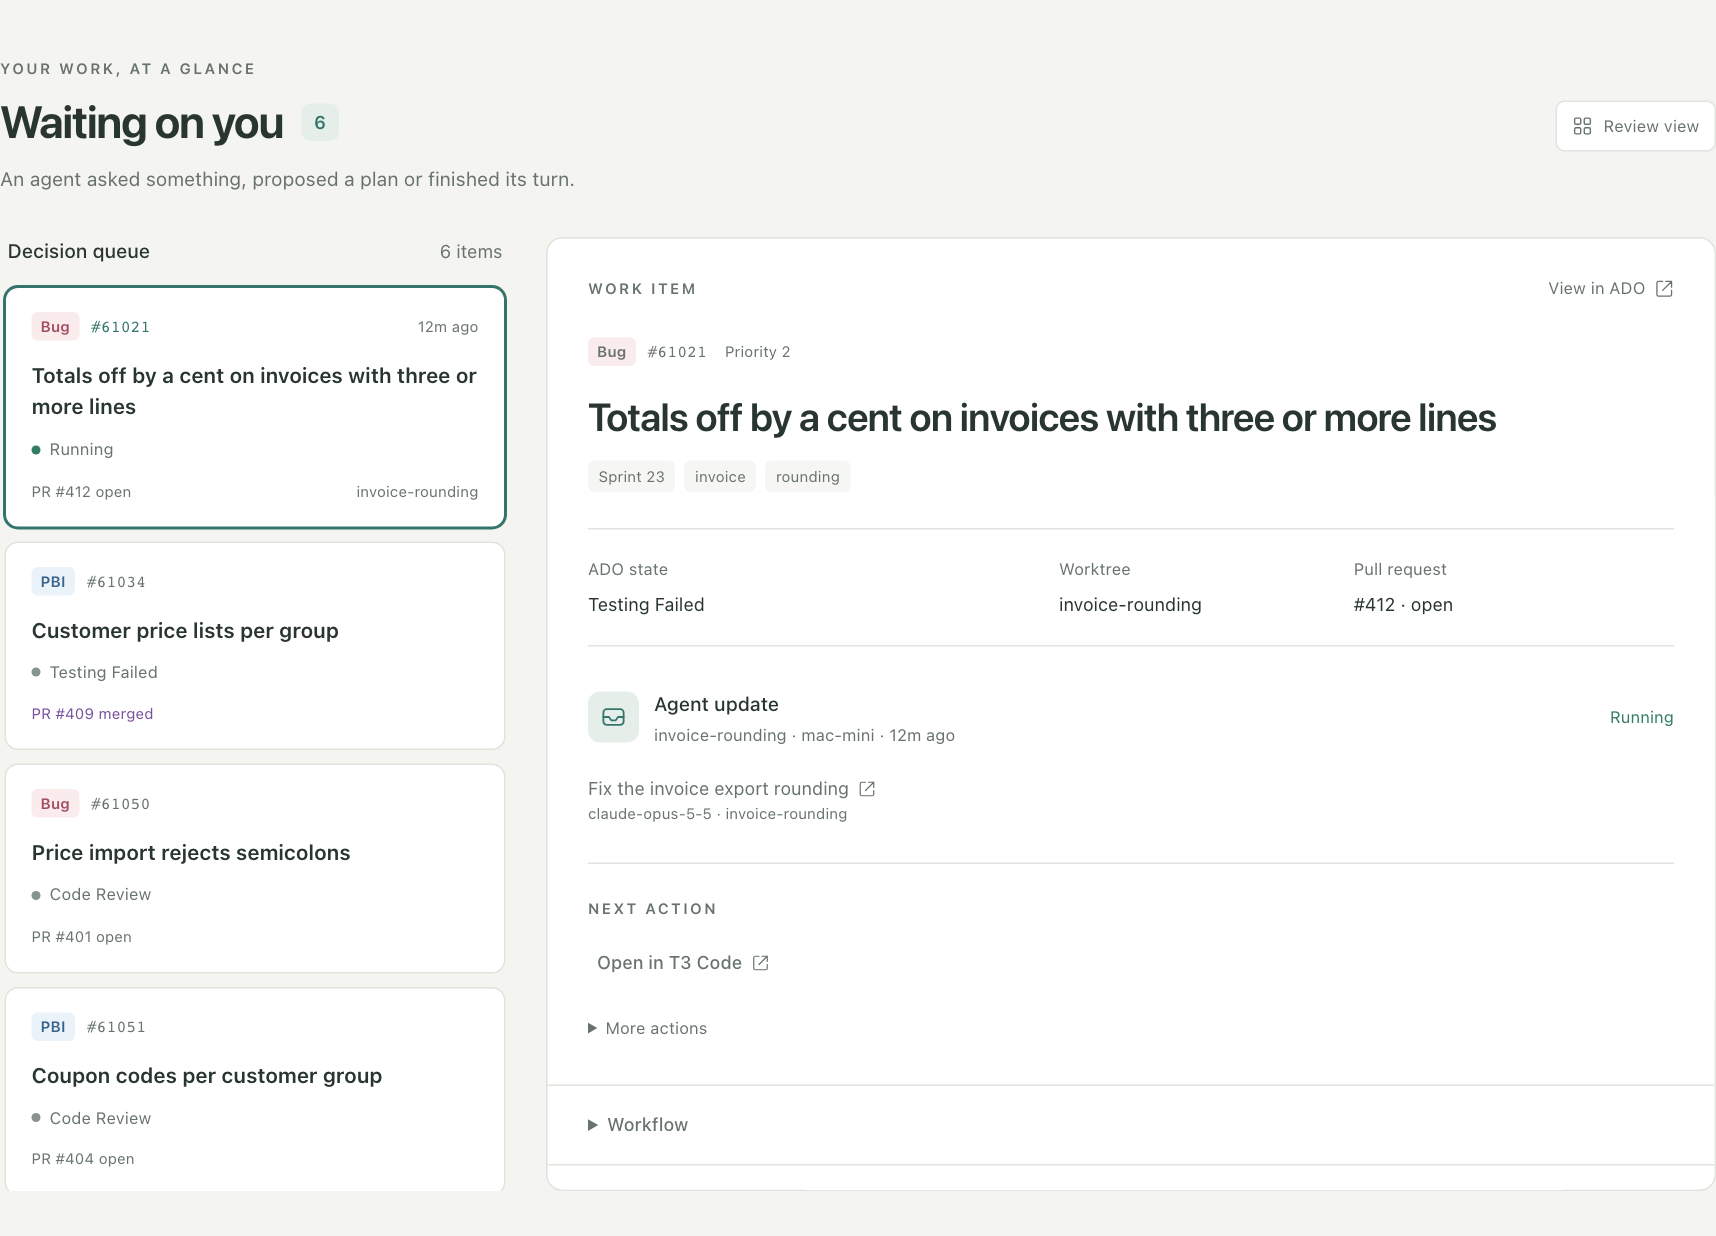 YOUR WORK, AT A GLANCE
Waiting on you 6
Review view
An agent asked something, proposed a plan or finished its turn.
Decision queue 6 items
Bug #61021 12m ago
Totals off by a cent on invoices with three or
more lines
Running
PR #412 open invoice-rounding
PBI #61034
Customer price lists per group
Testing Failed
PR #409 merged
Bug #61050
Price import rejects semicolons
Code Review
PR #401 open
PBI #61051
Coupon codes per customer group
Code Review
PR #404 open
WORK ITEM View in ADO
Bug #61021 Priority 2
Totals off by a cent on invoices with three or more lines
Sprint 23 invoice rounding
ADO state Worktree Pull request
Testing Failed invoice-rounding #412 · open
Agent update
invoice-rounding · mac-mini · 12m ago
Running
Fix the invoice export rounding
claude-opus-5-5 · invoice-rounding
NEXT ACTION
Open in T3 Code
More actions
Workflow